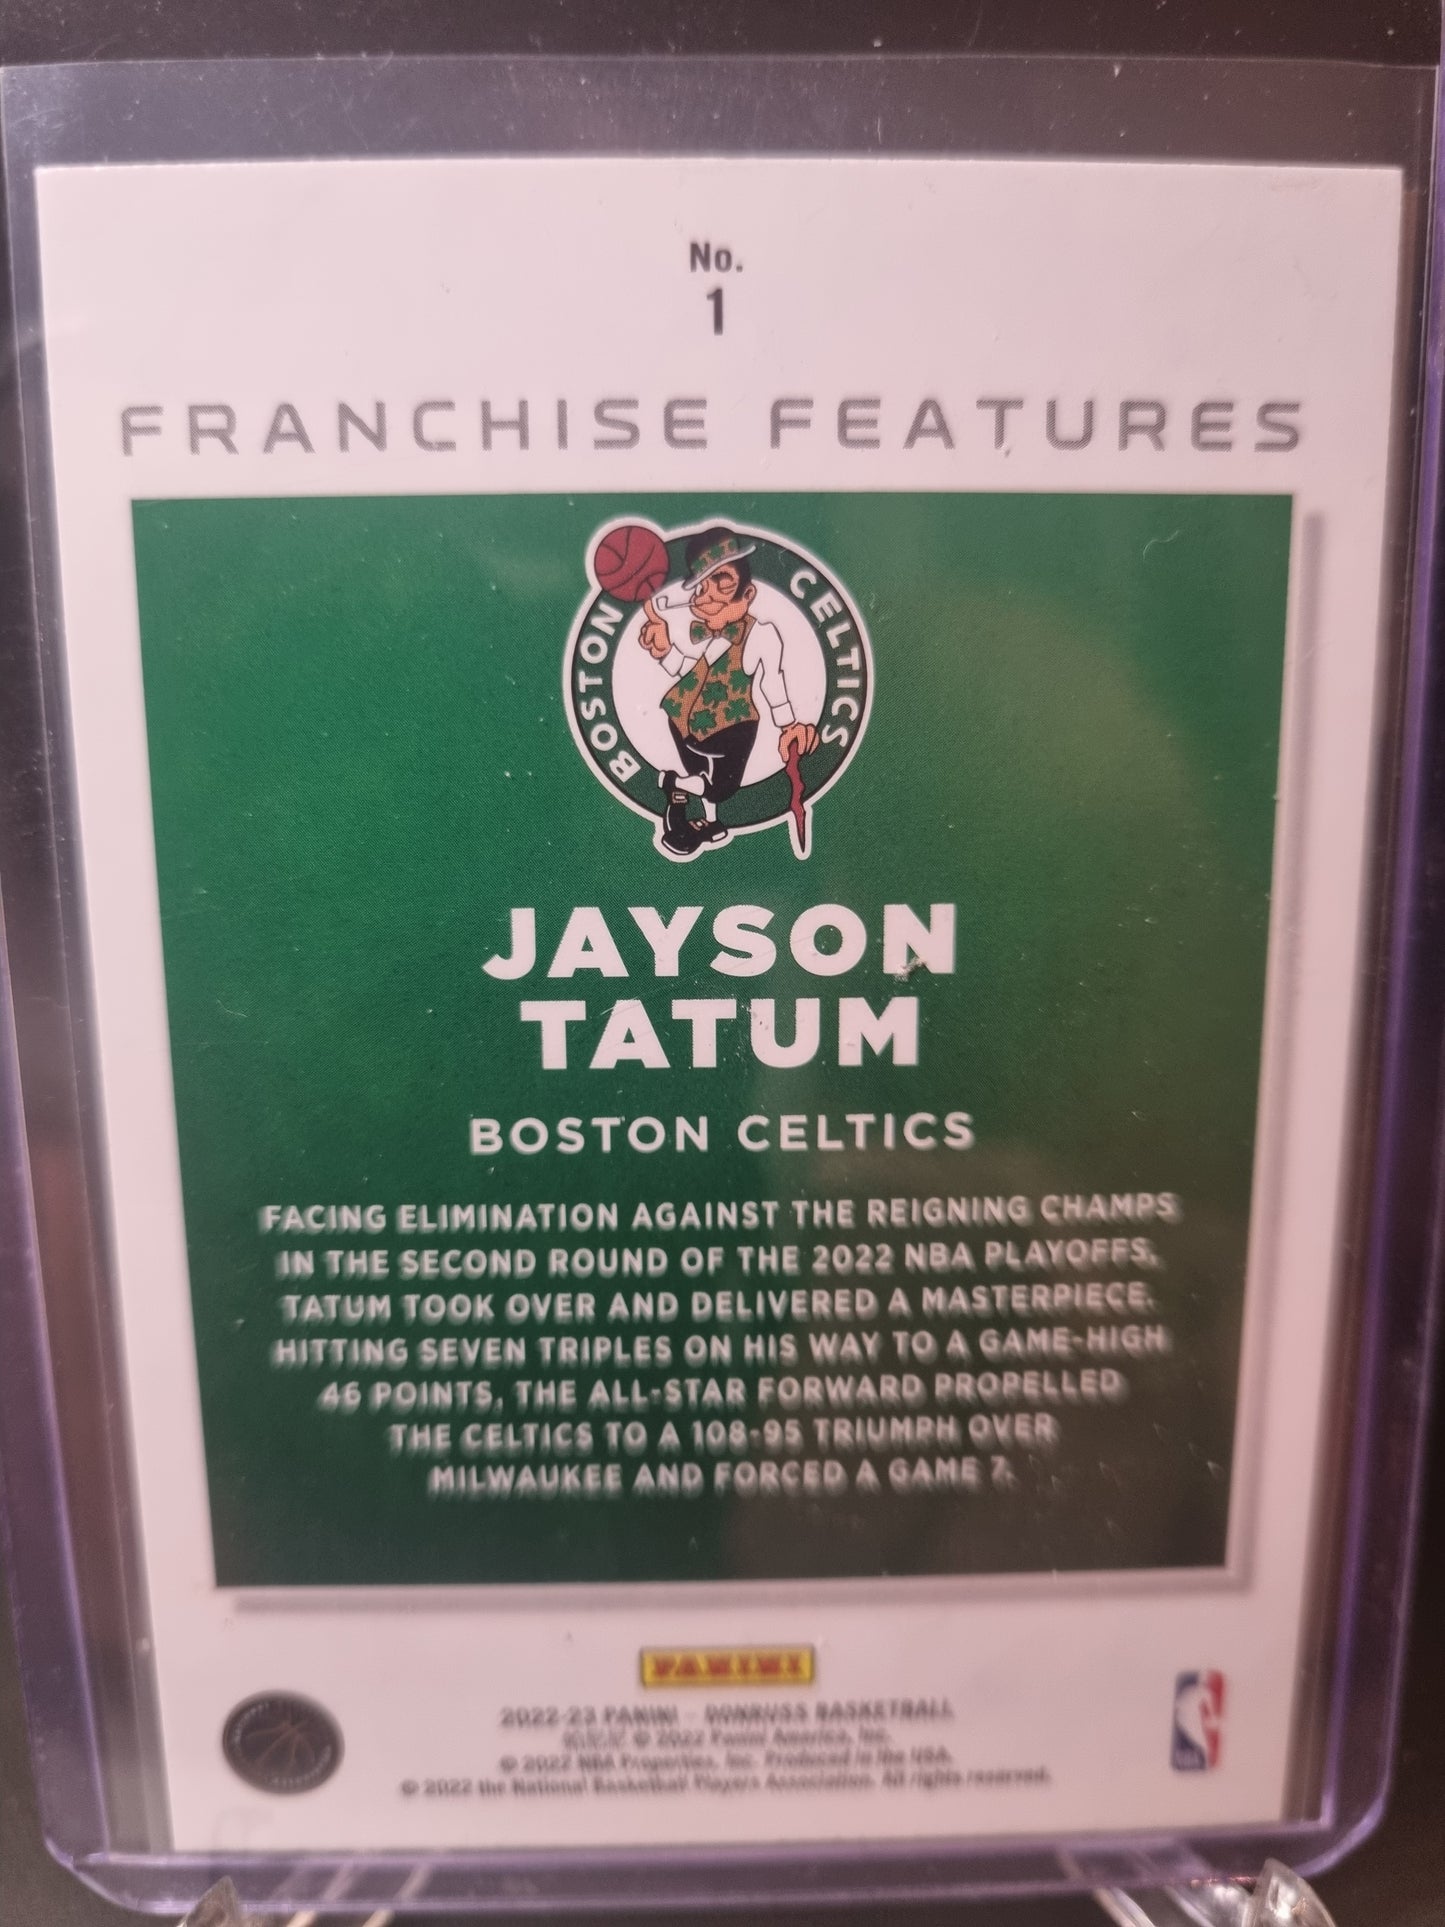 No.
1
FRANCHISE FEATURES
BOSTON CELTICS
JAYSON
TATUM
BOSTON CELTICS
FACING ELIMINATION AGAINST THE REIGNING CHAMPS
IN THE SECOND ROUND OF THE 2022 NBA PLAYOFFS,
TATUM TOOK OVER AND DELIVERED A MASTERPIECE.
HITTING SEVEN TRIPLES ON HIS WAY TO A GAME-HIGH
46 POINTS, THE ALL-STAR FORWARD PROPELLED
THE CELTICS TO A 108-95 TRIUMPH OVER
MILWAUKEE AND FORCED A GAME 7.
PANINI
2022-23 PANINI - DONRUSS BASKETBALL
© 2022 Panini America, Inc.
© 2022 NBA Properties, Inc. Produced in the USA.
© 2022 the National Basketball Players Association. All rights reserved.